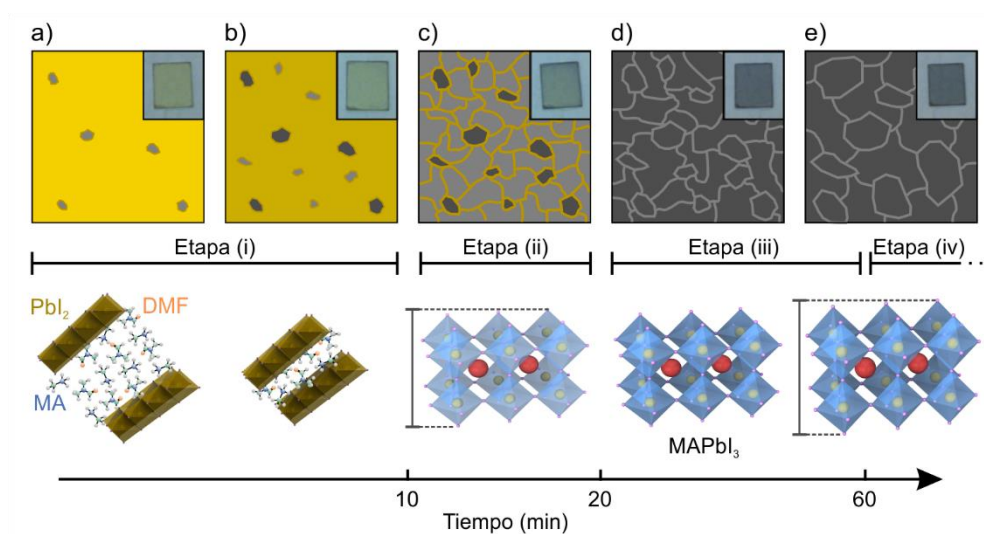 a) b) c) d) e)
Etapa (i) Etapa (ii) Etapa (iii) Etapa (iv)
PbI₂ DMF
MA
MAPbI₃
10 20 60
Tiempo (min)